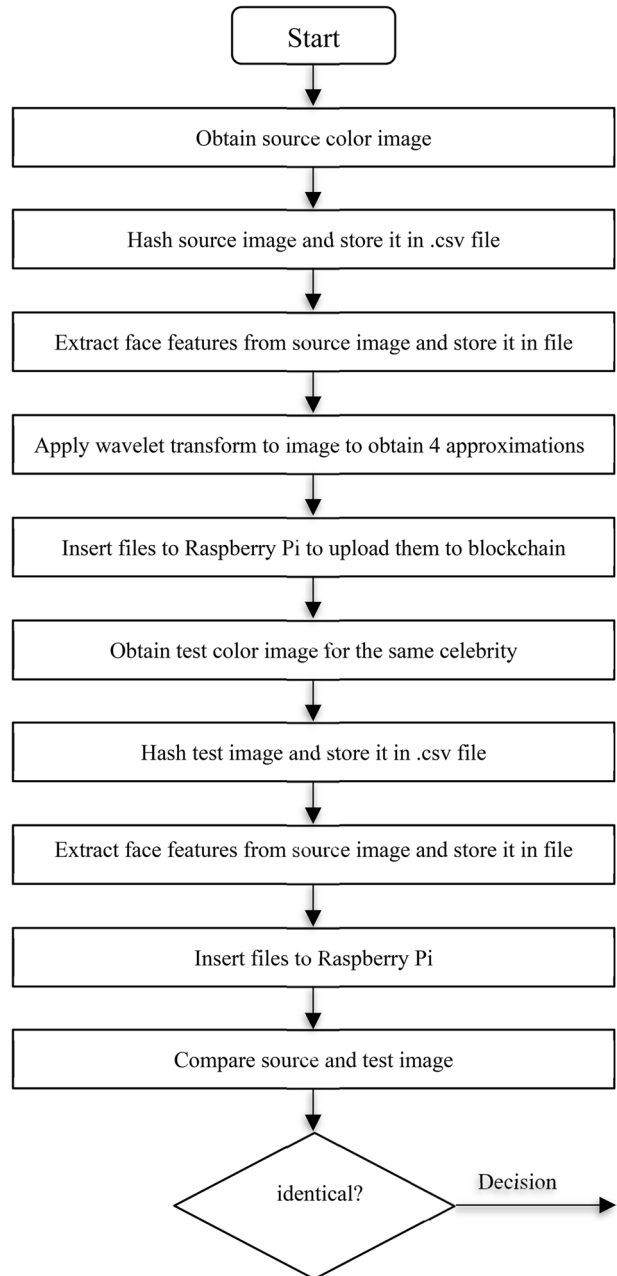 Start
Obtain source color image
Hash source image and store it in .csv file
Extract face features from source image and store it in file
Apply wavelet transform to image to obtain 4 approximations
Insert files to Raspberry Pi to upload them to blockchain
Obtain test color image for the same celebrity
Hash test image and store it in .csv file
Extract face features from source image and store it in file
Insert files to Raspberry Pi
Compare source and test image
identical?
Decision